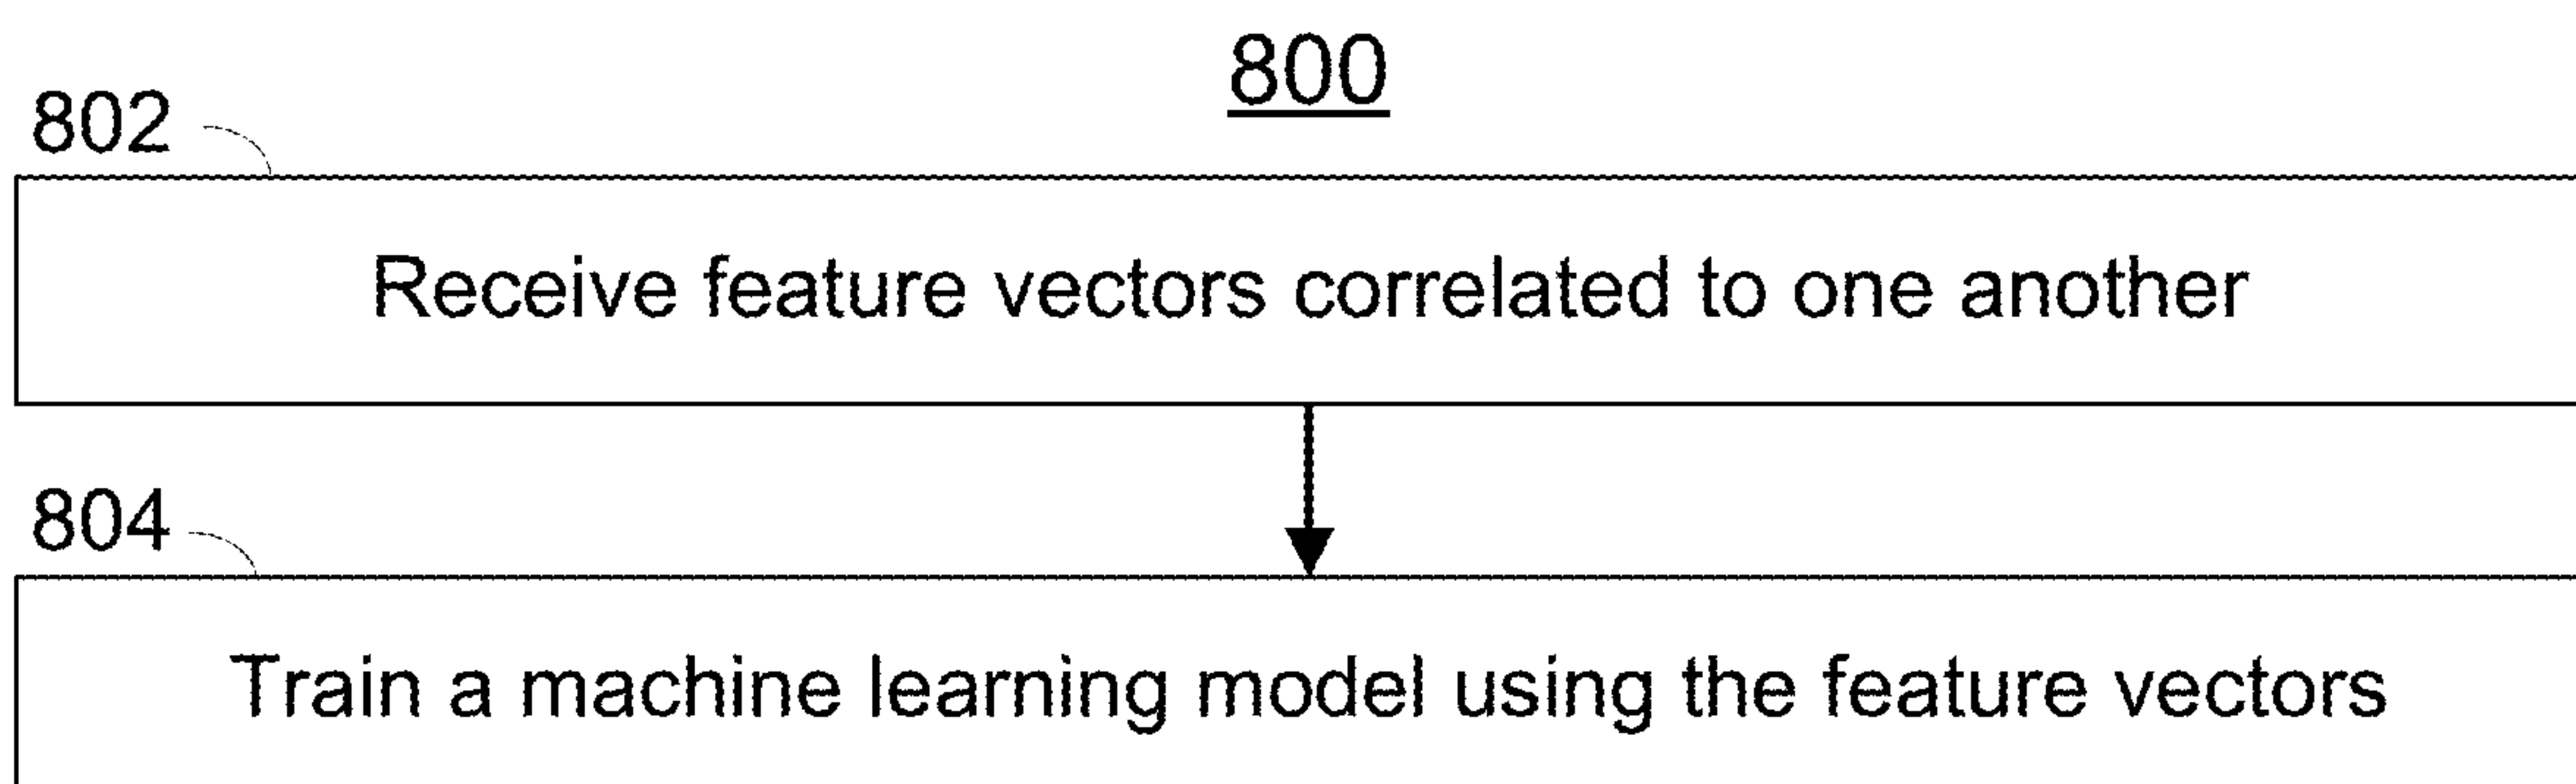 800
802
Receive feature vectors correlated to one another
804
Train a machine learning model using the feature vectors